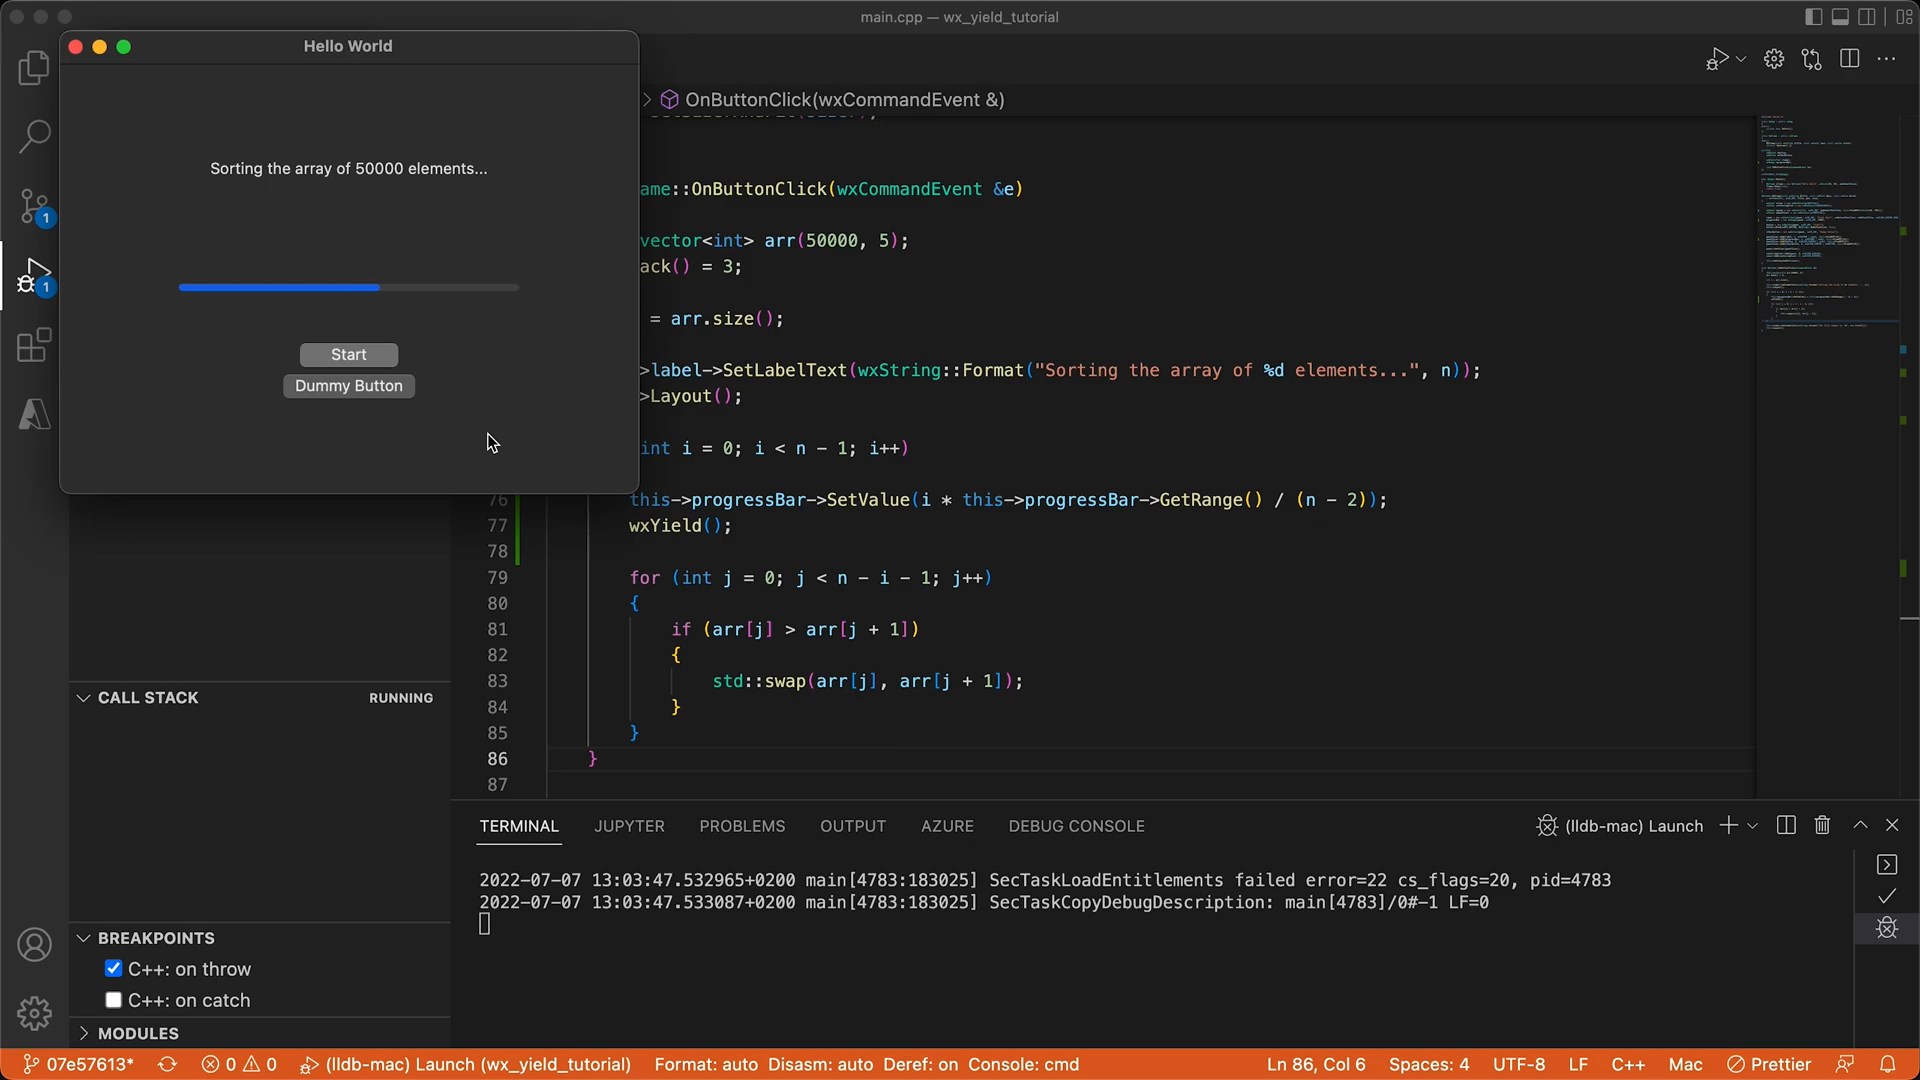 main.cpp — wx_yield_tutorial
Hello World
OnButtonClick(wxCommandEvent &)
Sorting the array of 50000 elements...
Start
Dummy Button
ame::OnButtonClick(wxCommandEvent &e)
vector<int> arr(50000, 5);
ack() = 3;
= arr.size();
>label->SetLabelText(wxString::Format("Sorting the array of %d elements...", n));
>Layout();
int i = 0; i < n - 1; i++)
76 this->progressBar->SetValue(i * this->progressBar->GetRange() / (n - 2));
77 wxYield();
78
79 for (int j = 0; j < n - i - 1; j++)
80 {
81 if (arr[j] > arr[j + 1])
82 {
83 std::swap(arr[j], arr[j + 1]);
84 }
85 }
86 }
87
1
1
CALL STACK RUNNING
BREAKPOINTS
C++: on throw
C++: on catch
MODULES
TERMINAL JUPYTER PROBLEMS OUTPUT AZURE DEBUG CONSOLE (lldb-mac) Launch
2022-07-07 13:03:47.532965+0200 main[4783:183025] SecTaskLoadEntitlements failed error=22 cs_flags=20, pid=4783
2022-07-07 13:03:47.533087+0200 main[4783:183025] SecTaskCopyDebugDescription: main[4783]/0#-1 LF=0
07e57613* 0 0 (lldb-mac) Launch (wx_yield_tutorial) Format: auto Disasm: auto Deref: on Console: cmd Ln 86, Col 6 Spaces: 4 UTF-8 LF C++ Mac Prettier